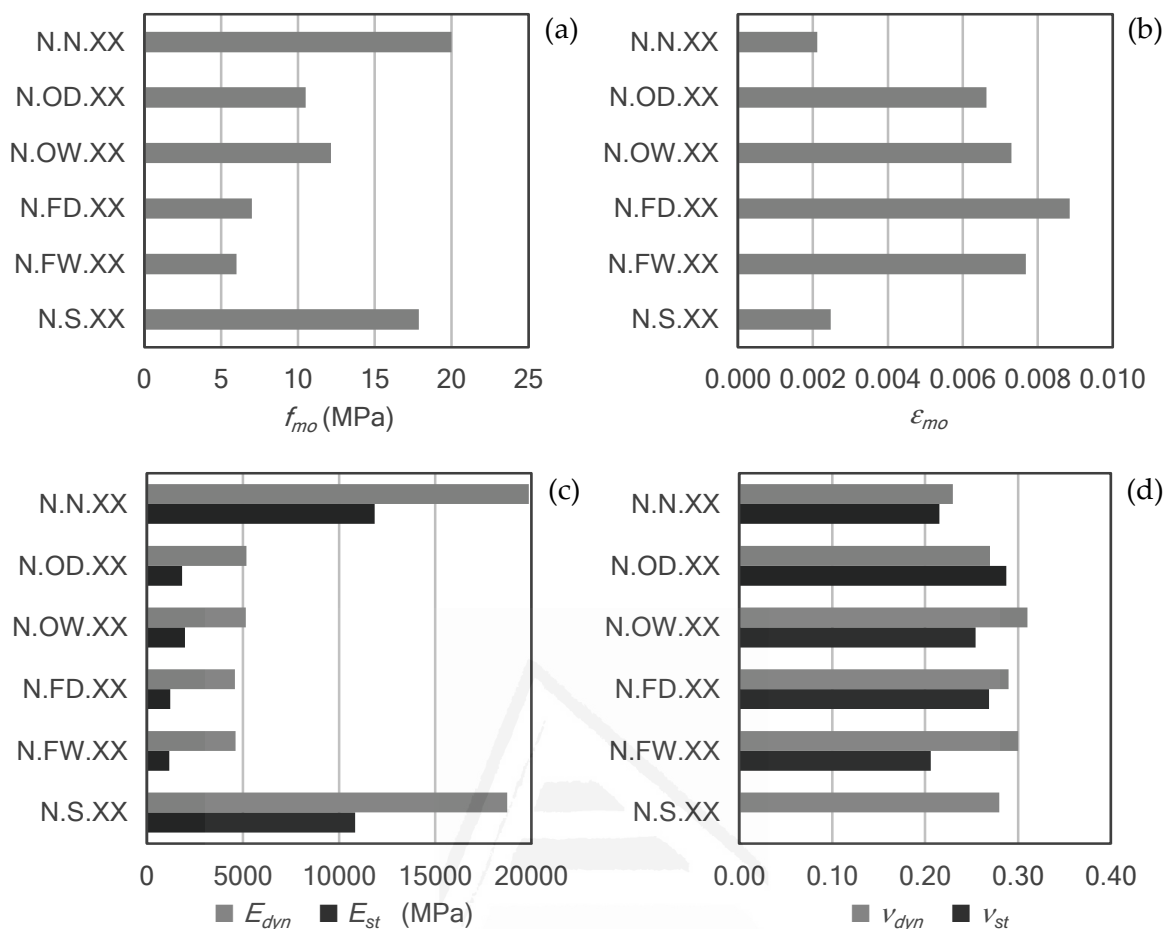 (a)
N.N.XX
N.OD.XX
N.OW.XX
N.FD.XX
N.FW.XX
N.S.XX
0 5 10 15 20 25
fmo (MPa)
(b)
N.N.XX
N.OD.XX
N.OW.XX
N.FD.XX
N.FW.XX
N.S.XX
0.000 0.002 0.004 0.006 0.008 0.010
εmo
(c)
N.N.XX
N.OD.XX
N.OW.XX
N.FD.XX
N.FW.XX
N.S.XX
0 5000 10000 15000 20000
Edyn Est (MPa)
(d)
N.N.XX
N.OD.XX
N.OW.XX
N.FD.XX
N.FW.XX
N.S.XX
0.00 0.10 0.20 0.30 0.40
νdyn νst